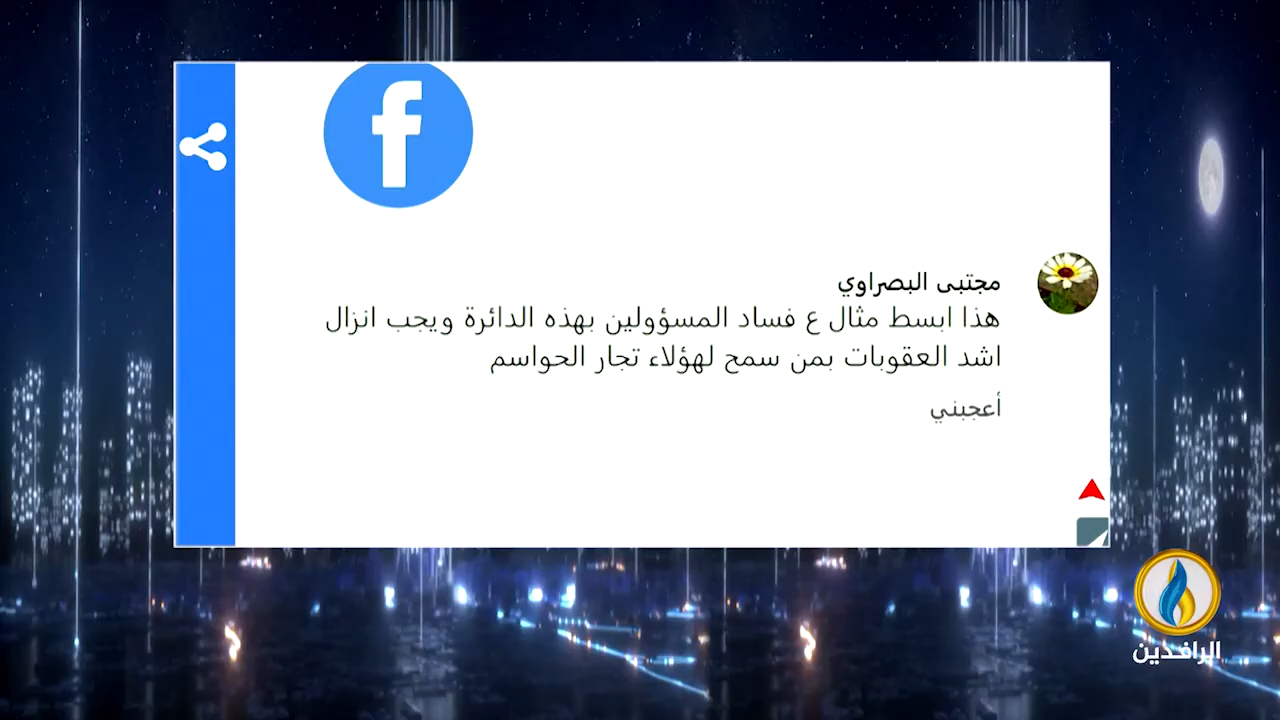 مجتبى البصراوي
هذا ابسط مثال ع فساد المسؤولين بهذه الدائرة ويجب انزال
اشد العقوبات بمن سمح لهؤلاء تجار الحواسم
أعجبني
الرافدين